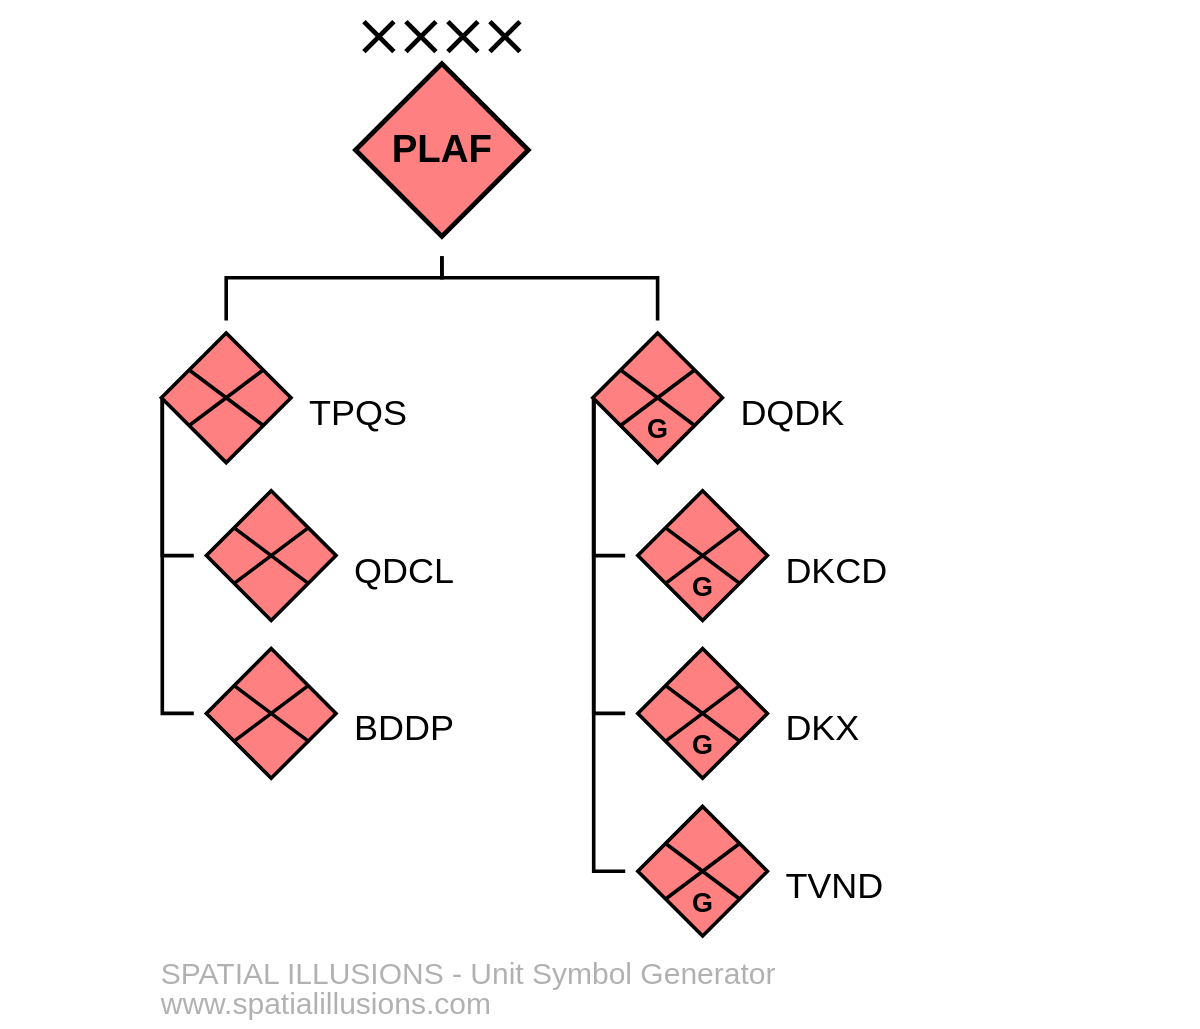 PLAF
TPQS
DQDK
G
QDCL
DKCD
G
BDDP
DKX
G
TVND
G
SPATIAL ILLUSIONS - Unit Symbol Generator
www.spatialillusions.com